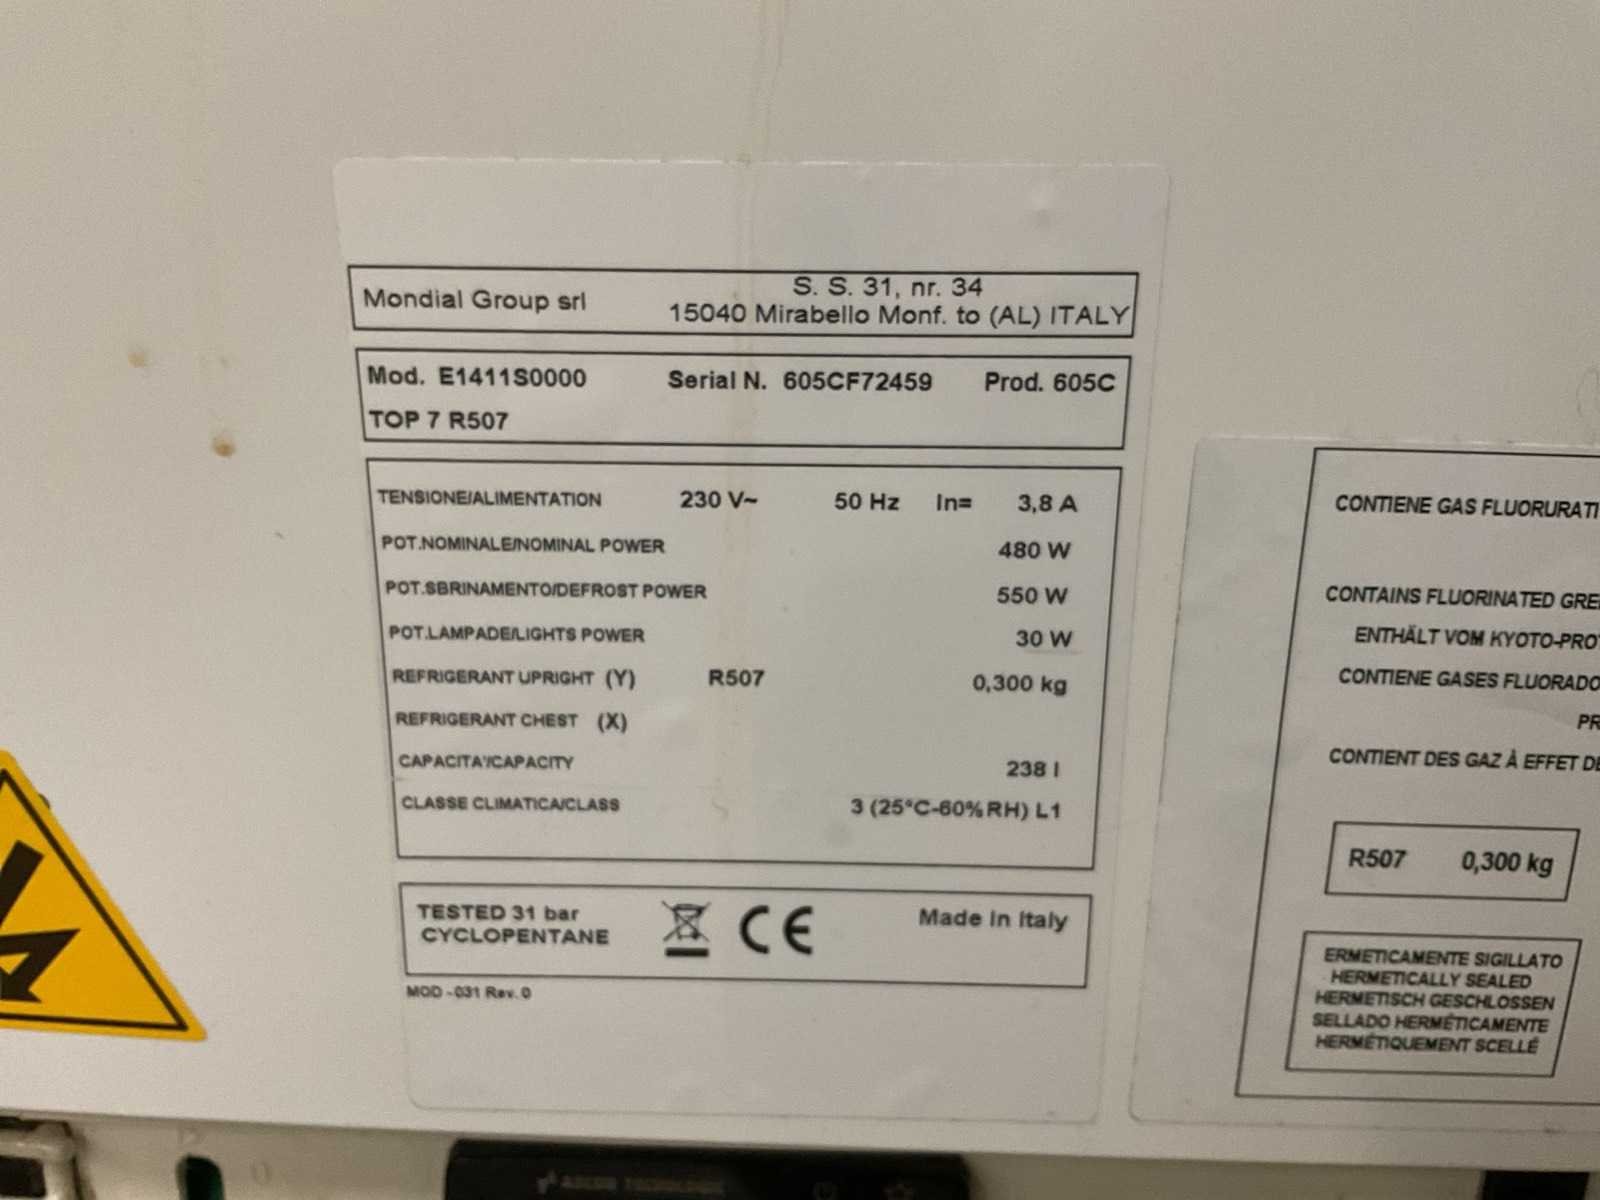 Mondial Group srl
S. S. 31, nr. 34
15040 Mirabello Monf. to (AL) ITALY
Mod. E1411S0000 Serial N. 605CF72459 Prod. 605C
TOP 7 R507
TENSIONE/ALIMENTATION 230 V~ 50 Hz In= 3,8 A
POT.NOMINALE/NOMINAL POWER 480 W
POT.SBRINAMENTO/DEFROST POWER 550 W
POT.LAMPADE/LIGHTS POWER 30 W
REFRIGERANT UPRIGHT (Y) R507 0,300 kg
REFRIGERANT CHEST (X)
CAPACITA'/CAPACITY 238 l
CLASSE CLIMATICA/CLASS 3 (25°C-60%RH) L1
TESTED 31 bar
CYCLOPENTANE
CE
Made in Italy
MOD -031 Rev. 0
CONTIENE GAS FLUORURATI
CONTAINS FLUORINATED GREE
ENTHÄLT VOM KYOTO-PROT
CONTIENE GASES FLUORADO
PR
CONTIENT DES GAZ À EFFET DE
R507 0,300 kg
ERMETICAMENTE SIGILLATO
HERMETICALLY SEALED
HERMETISCH GESCHLOSSEN
SELLADO HERMÉTICAMENTE
HERMÉTIQUEMENT SCELLÉ